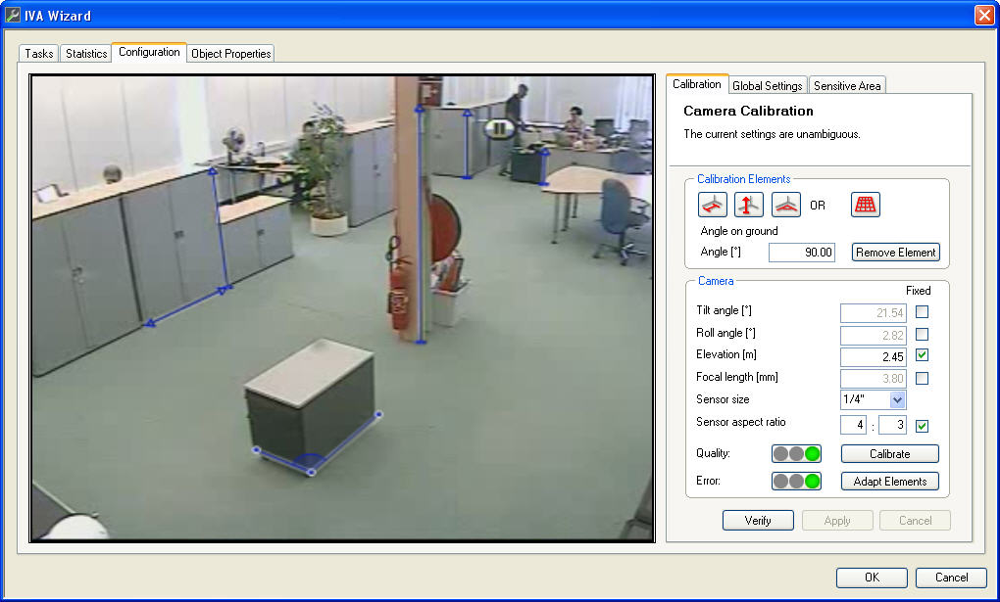 IVA Wizard
Tasks Statistics Configuration Object Properties
Calibration Global Settings Sensitive Area
Camera Calibration
The current settings are unambiguous.
Calibration Elements
OR
Angle on ground
Angle [°] 90.00 Remove Element
Camera
Fixed
Tilt angle [°] 21.54
Roll angle [°] 2.82
Elevation [m] 2.45
Focal length [mm] 3.80
Sensor size 1/4"
Sensor aspect ratio 4 : 3
Quality: Calibrate
Error: Adapt Elements
Verify Apply Cancel
OK Cancel